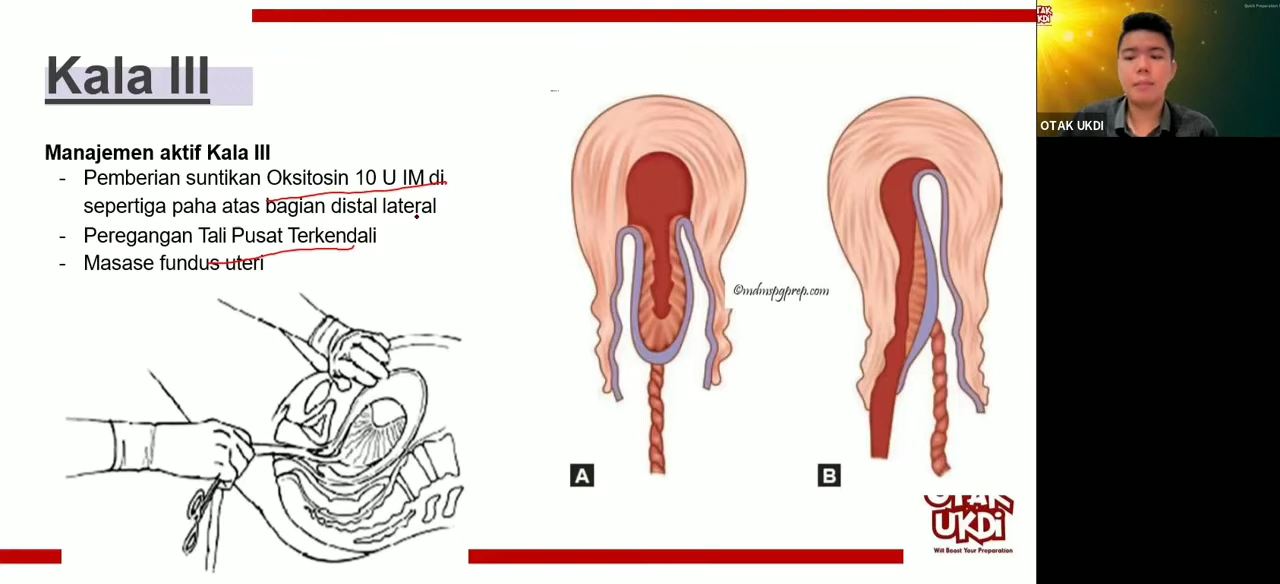 Kala III
Manajemen aktif Kala III
- Pemberian suntikan Oksitosin 10 U IM di
sepertiga paha atas bagian distal lateral
- Peregangan Tali Pusat Terkendali
- Masase fundus uteri
©mdmspgprep.com
A
B
OTAK
UKDi
Will Boost Your Preparation
OTAK UKDI